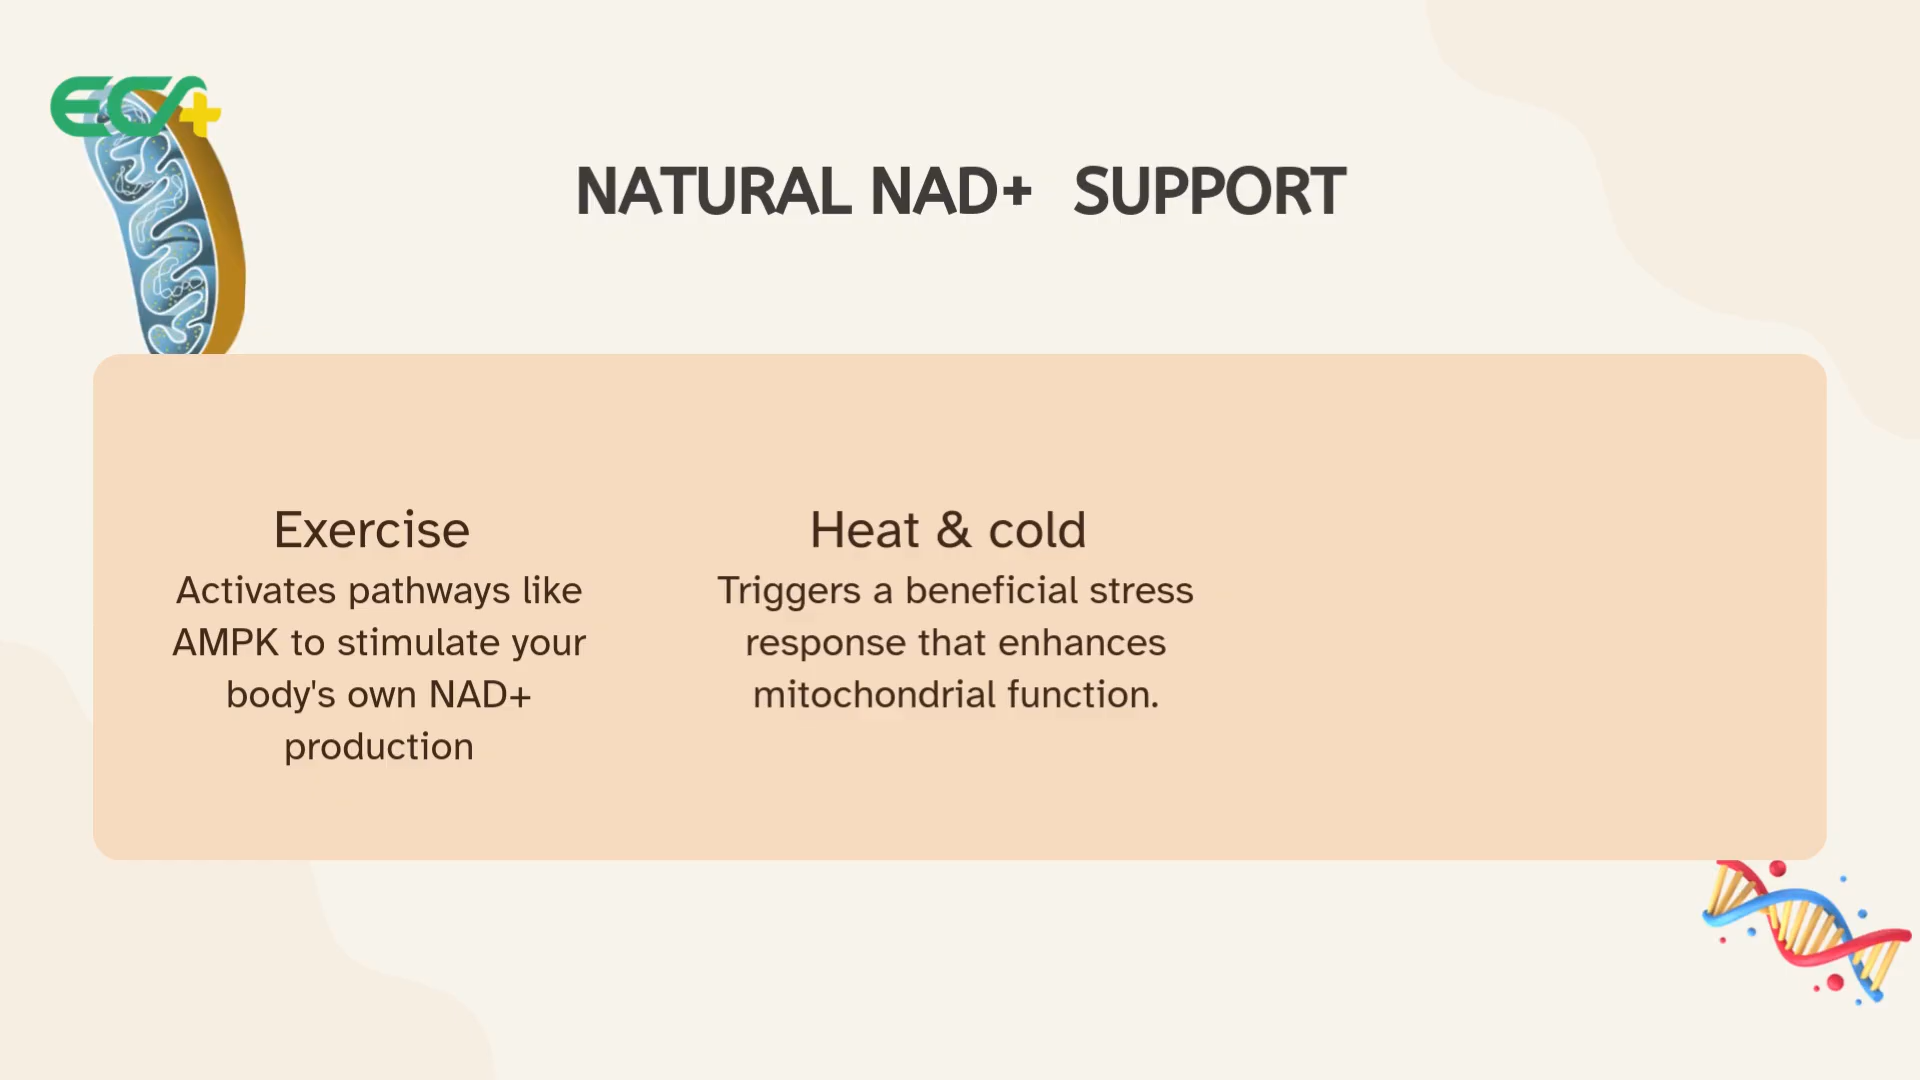 NATURAL NAD+ SUPPORT
Exercise
Activates pathways like
AMPK to stimulate your
body's own NAD+
production
Heat & cold
Triggers a beneficial stress
response that enhances
mitochondrial function.